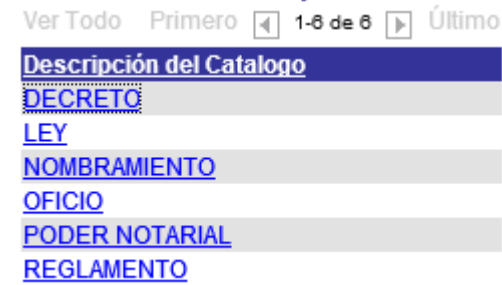 Ver Todo Primero 1-6 de 6 Último
Descripción del Catalogo
DECRETO
LEY
NOMBRAMIENTO
OFICIO
PODER NOTARIAL
REGLAMENTO